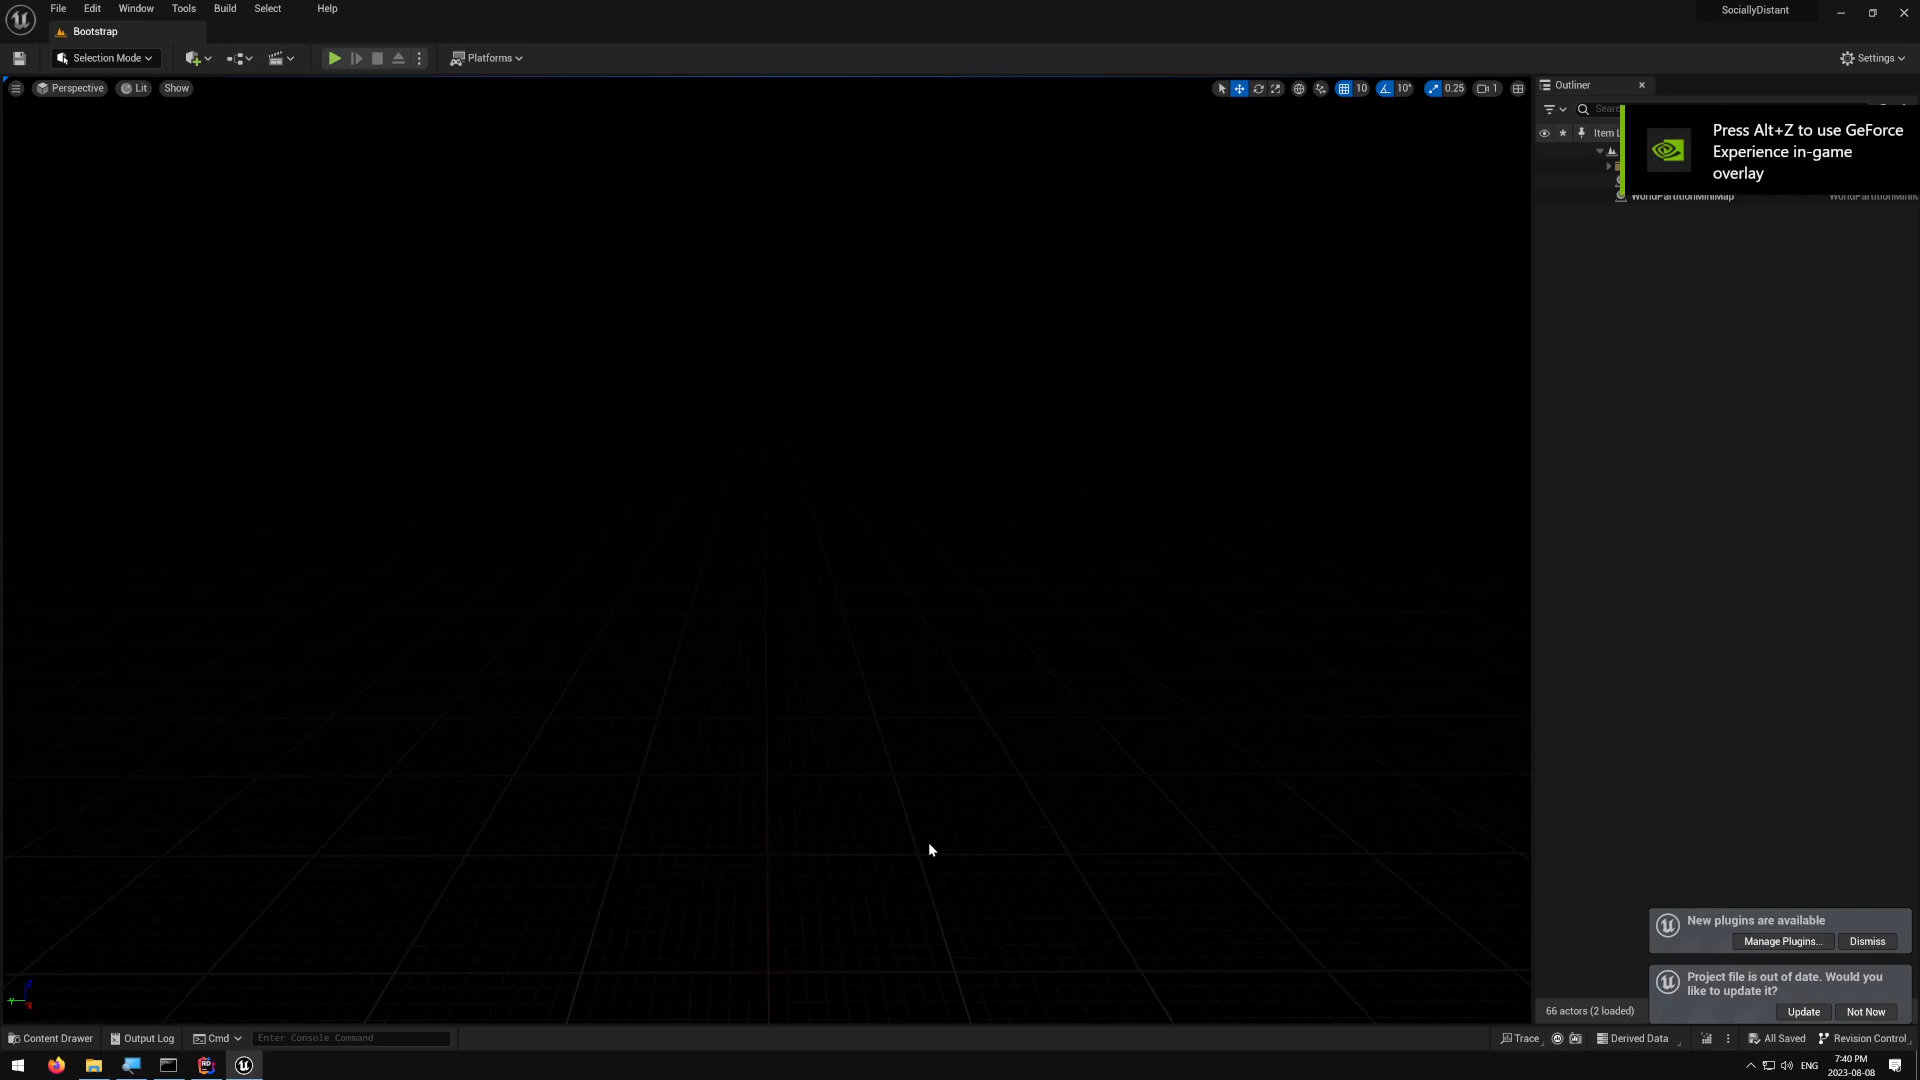 File Edit Window Tools Build Select Help
SociallyDistant
Bootstrap
Selection Mode
Platforms
Settings
Perspective
Lit
Show
10
10°
0.25
1
Outliner
Item L
Press Alt+Z to use GeForce
Experience in-game
overlay
WorldPartitionMiniMap
New plugins are available
Manage Plugins...
Dismiss
Project file is out of date. Would you
like to update it?
Update
Not Now
66 actors (2 loaded)
Content Drawer
Output Log
Cmd
Enter Console Command
Trace
Derived Data
All Saved
Revision Control
ENG
7:40 PM
2023-08-08